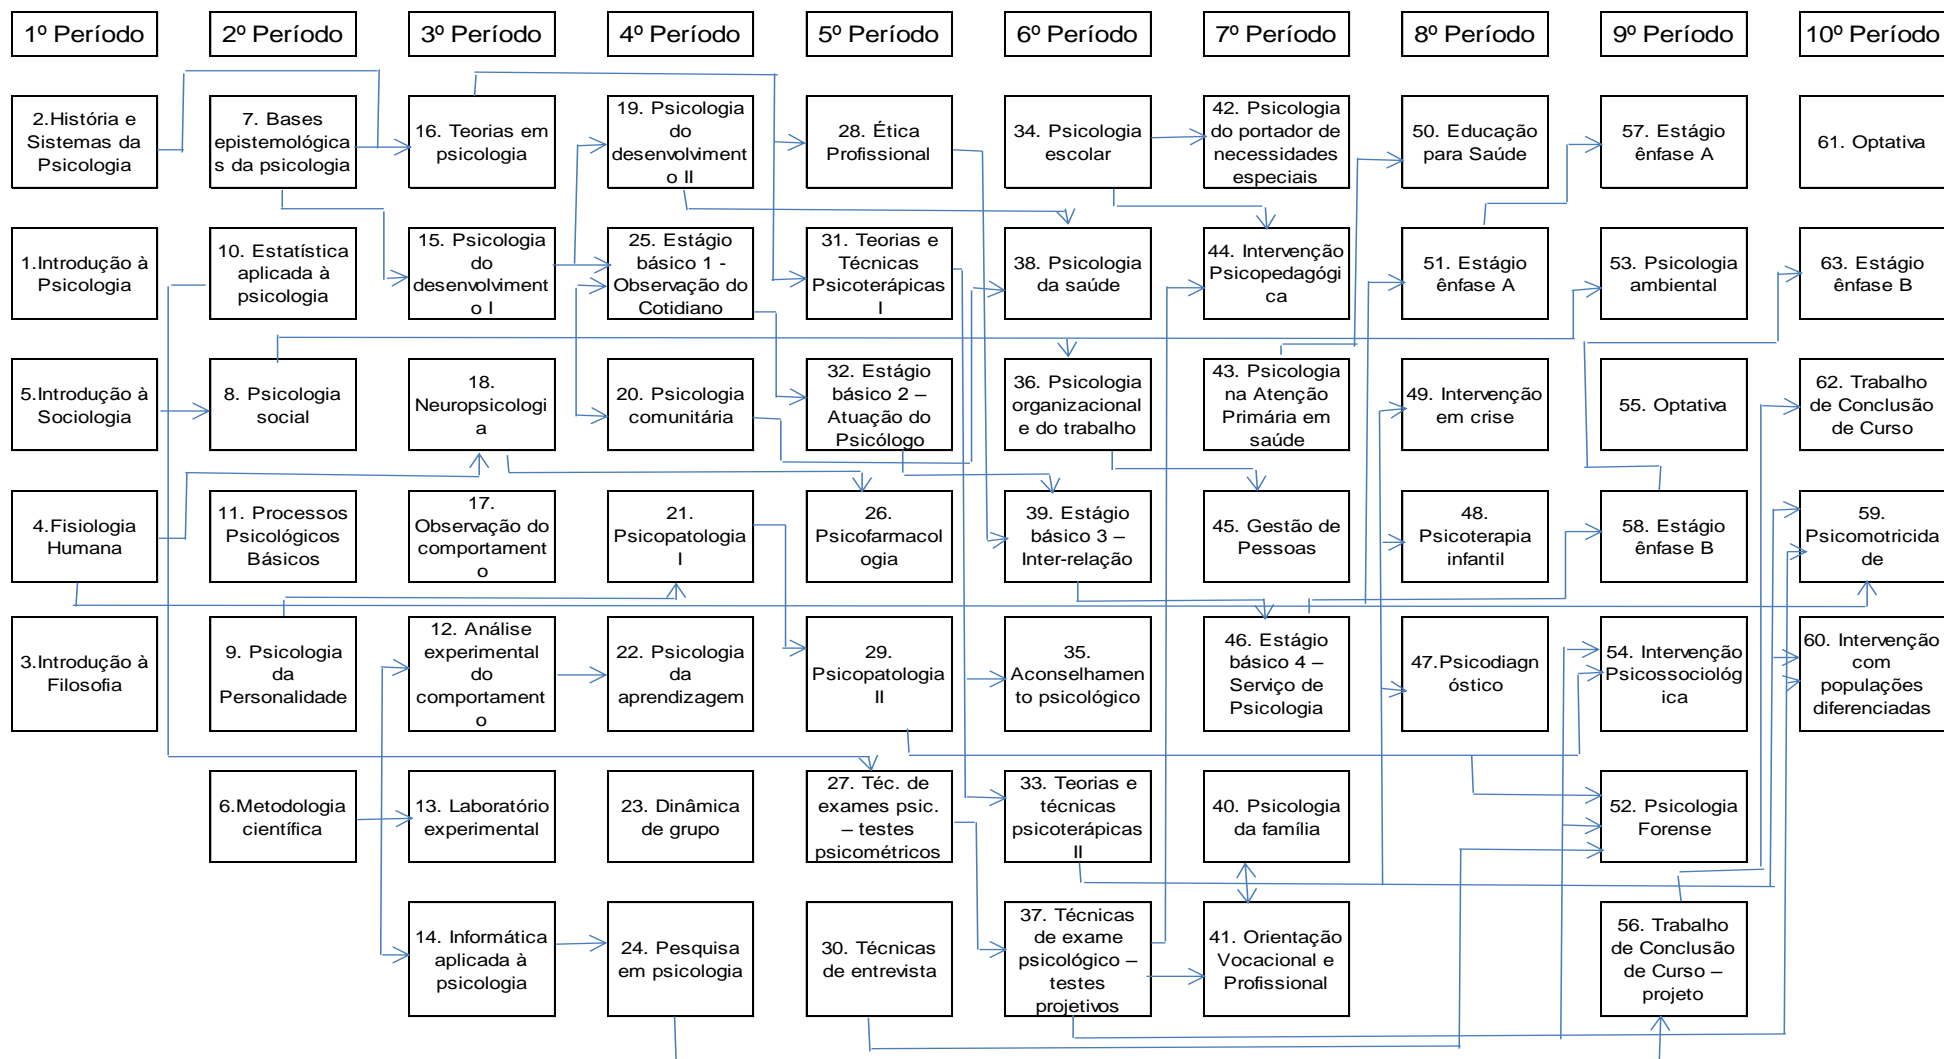 1º Período
2º Período
3º Período
4º Período
5º Período
6º Período
7º Período
8º Período
9º Período
10º Período
2.História e
Sistemas da
Psicologia
7. Bases
epistemológica
s da psicologia
16. Teorias em
psicologia
19. Psicologia
do
desenvolviment
o II
28. Ética
Profissional
34. Psicologia
escolar
42. Psicologia
do portador de
necessidades
especiais
50. Educação
para Saúde
57. Estágio
ênfase A
61. Optativa
1.Introdução à
Psicologia
10. Estatística
aplicada à
psicologia
15. Psicologia
do
desenvolviment
o I
25. Estágio
básico 1 -
Observação do
Cotidiano
31. Teorias e
Técnicas
Psicoterápicas
I
38. Psicologia
da saúde
44. Intervenção
Psicopedagógi
ca
51. Estágio
ênfase A
53. Psicologia
ambiental
63. Estágio
ênfase B
5.Introdução à
Sociologia
8. Psicologia
social
18.
Neuropsicologi
a
20. Psicologia
comunitária
32. Estágio
básico 2 –
Atuação do
Psicólogo
36. Psicologia
organizacional
e do trabalho
43. Psicologia
na Atenção
Primária em
saúde
49. Intervenção
em crise
55. Optativa
62. Trabalho
de Conclusão
de Curso
4.Fisiologia
Humana
11. Processos
Psicológicos
Básicos
17.
Observação do
comportament
o
21.
Psicopatologia
I
26.
Psicofarmacol
ogia
39. Estágio
básico 3 –
Inter-relação
45. Gestão de
Pessoas
48.
Psicoterapia
infantil
58. Estágio
ênfase B
59.
Psicomotricida
de
3.Introdução à
Filosofia
9. Psicologia
da
Personalidade
12. Análise
experimental
do
comportament
o
22. Psicologia
da
aprendizagem
29.
Psicopatologia
II
35.
Aconselhame
nto psicológico
46. Estágio
básico 4 –
Serviço de
Psicologia
47.Psicodiagn
óstico
54. Intervenção
Psicossociológ
ica
60. Intervenção
com
populações
diferenciadas
6.Metodologia
científica
13. Laboratório
experimental
23. Dinâmica
de grupo
27. Téc. de
exames psic.
– testes
psicométricos
33. Teorias e
técnicas
psicoterápicas
II
40. Psicologia
da família
52. Psicologia
Forense
14. Informática
aplicada à
psicologia
24. Pesquisa
em psicologia
30. Técnicas
de entrevista
37. Técnicas
de exame
psicológico –
testes
projetivos
41. Orientação
Vocacional e
Profissional
56. Trabalho
de Conclusão
de Curso –
projeto